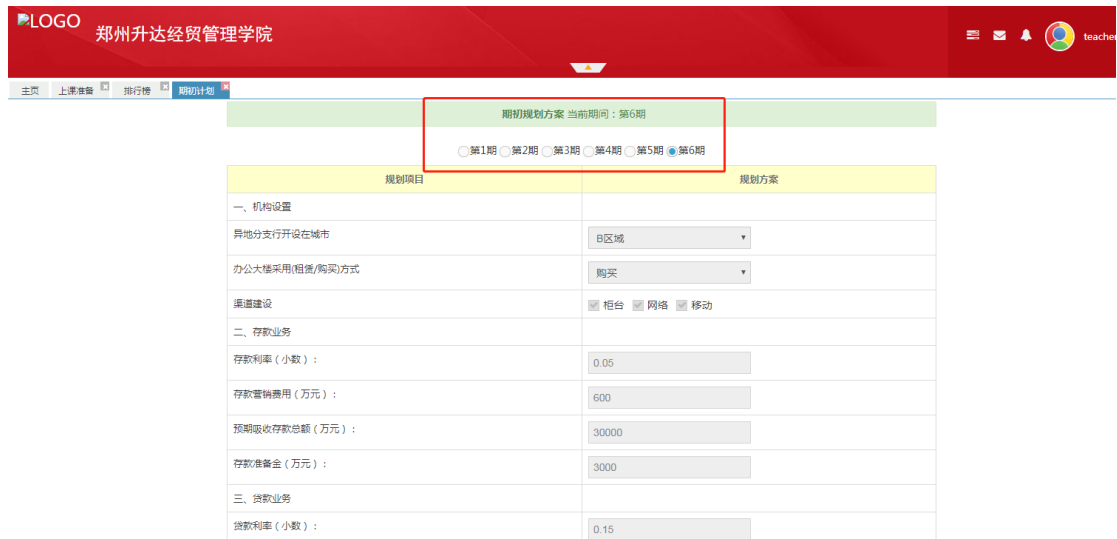 LOGO
郑州升达经贸管理学院
teacher
主页 上课准备 排行榜 期初计划
期初规划方案 当前期间：第6期
第1期 第2期 第3期 第4期 第5期 第6期
规划项目 规划方案
一、机构设置
异地分支行开设在城市 B区域
办公大楼采用(租赁/购买)方式 购买
渠道建设 柜台 网络 移动
二、存款业务
存款利率（小数）： 0.05
存款营销费用（万元）： 600
预期吸收存款总额（万元）： 30000
存款准备金（万元）： 3000
三、贷款业务
贷款利率（小数）： 0.15